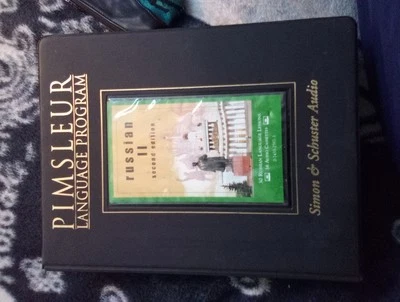 PIMSLEUR
LANGUAGE PROGRAM
russian
II
second edition
Simon & Schuster Audio